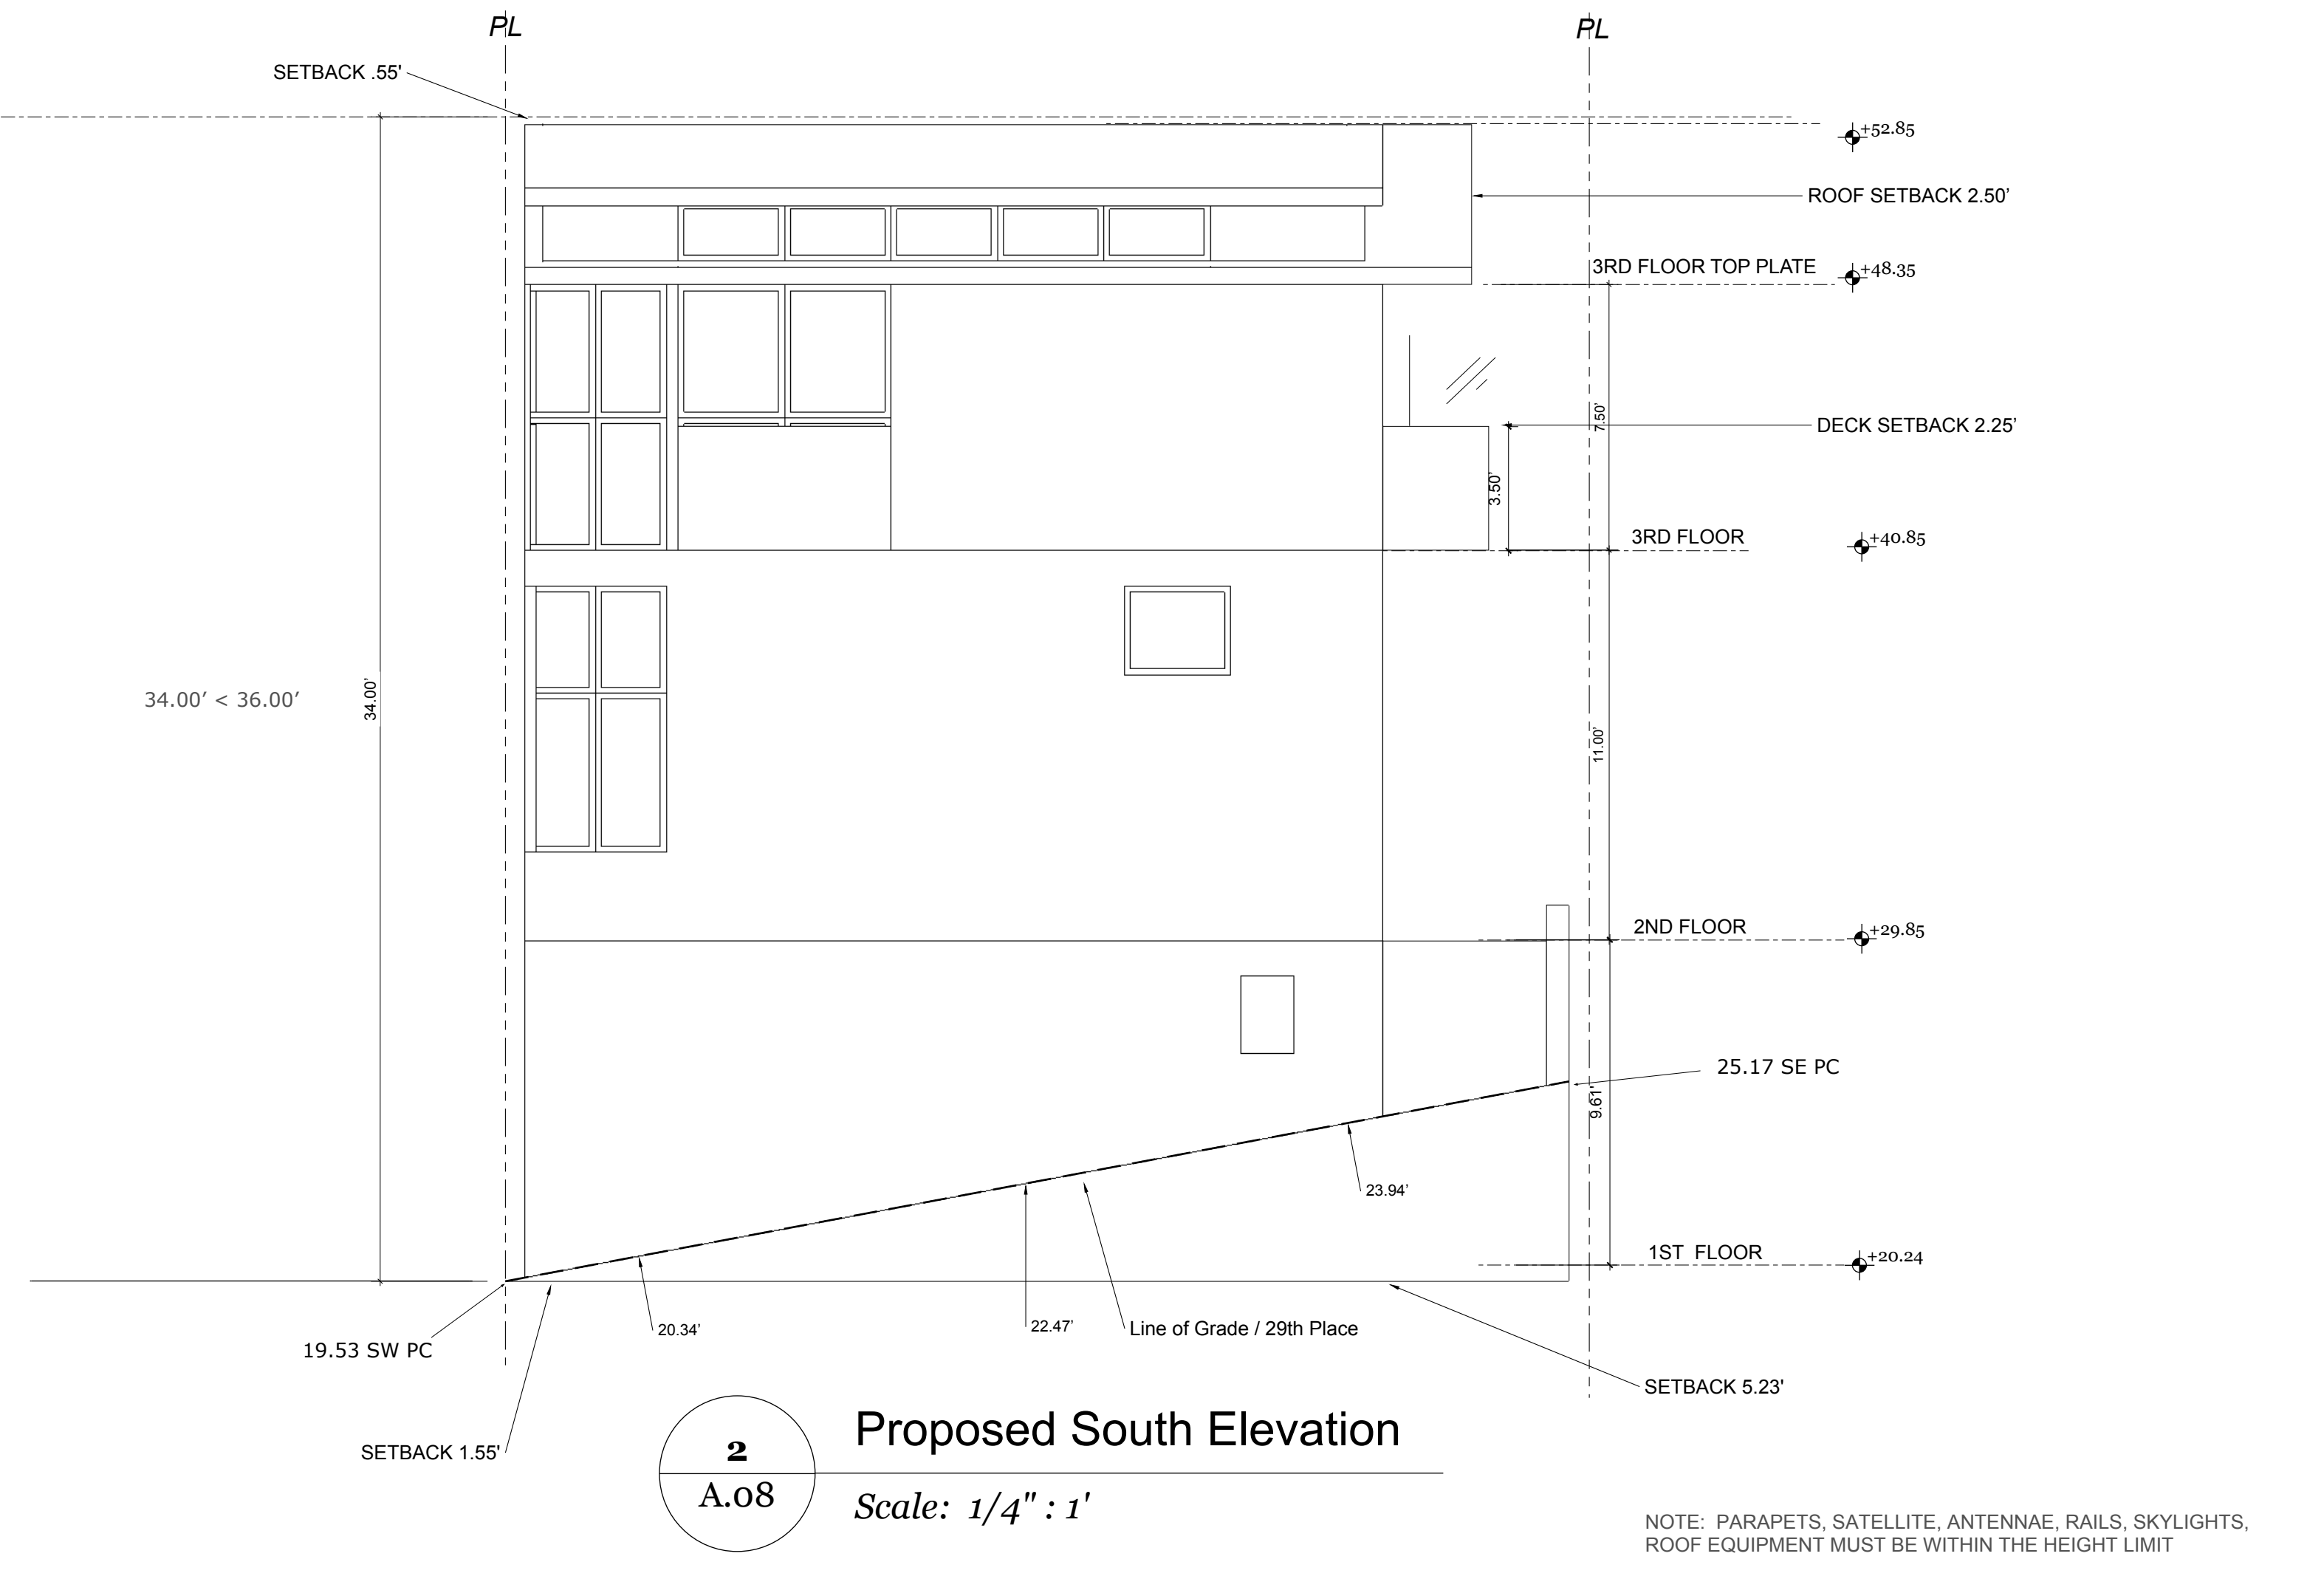 PL
PL
SETBACK .55'
+52.85
ROOF SETBACK 2.50’
3RD FLOOR TOP PLATE
+48.35
7.50’
DECK SETBACK 2.25’
3.50’
3RD FLOOR
+40.85
34.00’ < 36.00’
34.00’
11.00’
2ND FLOOR
+29.85
25.17 SE PC
9.61’
23.94’
1ST FLOOR
+20.24
20.34’
22.47’
Line of Grade / 29th Place
19.53 SW PC
SETBACK 5.23'
SETBACK 1.55'
2
A.08
Proposed South Elevation
Scale: 1/4" : 1'
NOTE: PARAPETS, SATELLITE, ANTENNAE, RAILS, SKYLIGHTS,
ROOF EQUIPMENT MUST BE WITHIN THE HEIGHT LIMIT